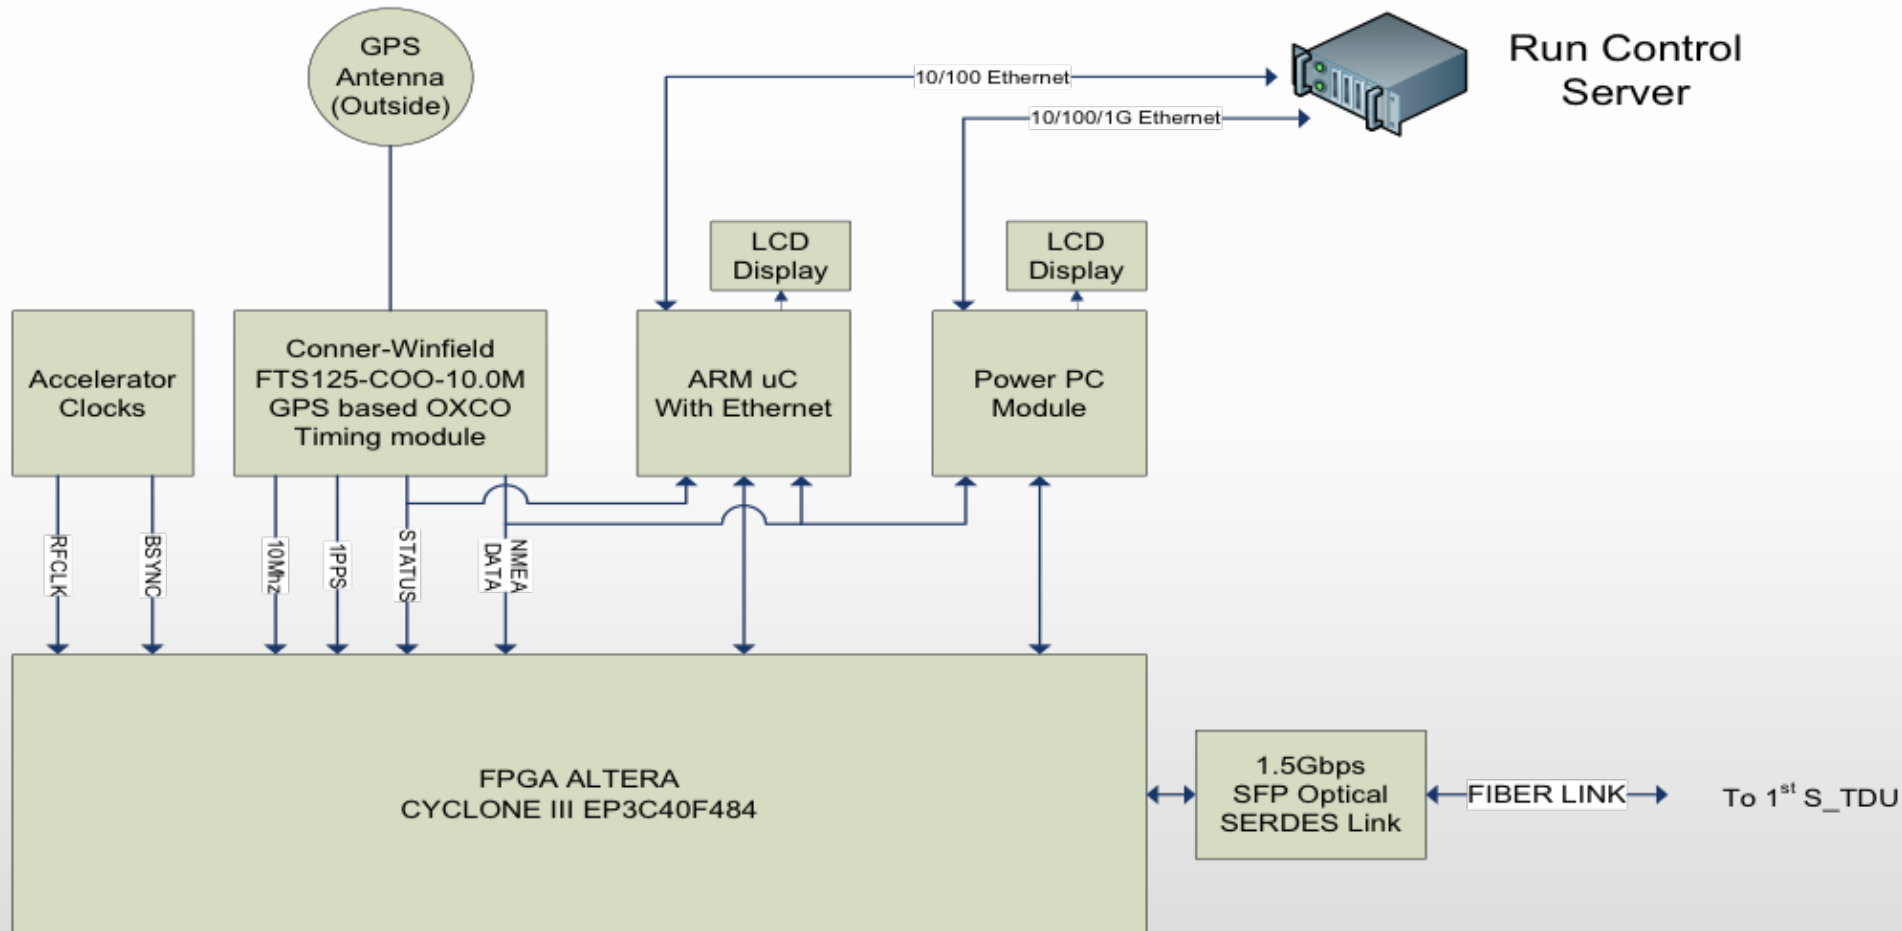 GPS
Antenna
(Outside)
Run Control
Server
10/100 Ethernet
10/100/1G Ethernet
LCD
Display
LCD
Display
Accelerator
Clocks
Conner-Winfield
FTS125-COO-10.0M
GPS based OXCO
Timing module
ARM uC
With Ethernet
Power PC
Module
RFCLK
BSYNC
10Mhz
1PPS
STATUS
NMEA
DATA
FPGA ALTERA
CYCLONE III EP3C40F484
1.5Gbps
SFP Optical
SERDES Link
FIBER LINK
To 1st S_TDU